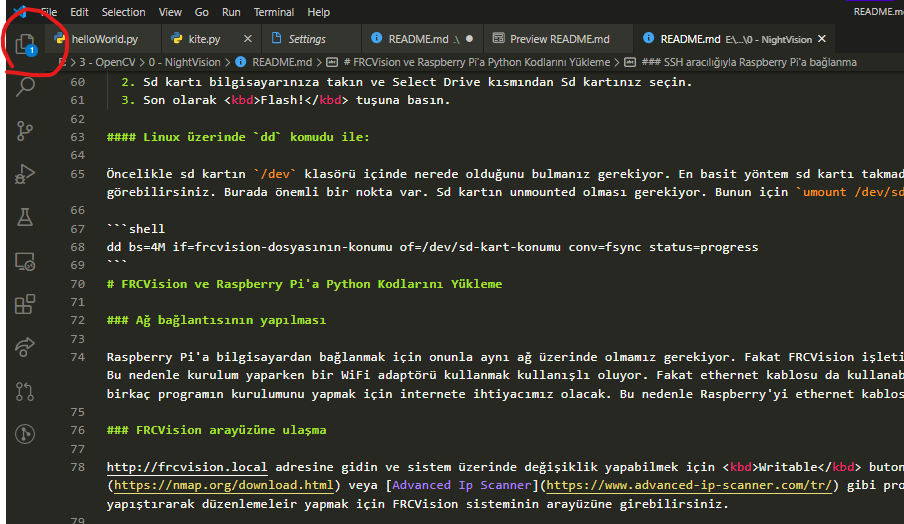 File Edit Selection View Go Run Terminal Help README.m
helloWorld.py kite.py Settings README.md .\ Preview README.md README.md E:\...\0 - NightVision
1
> 3 - OpenCV > 0 - NightVision > README.md > # FRCVision ve Raspberry Pi'a Python Kodlarını Yükleme > ### SSH aracılığıyla Raspberry Pi'a bağlanma
60 2. Sd kartı bilgisayarınıza takın ve Select Drive kısmından Sd kartınız seçin.
61 3. Son olarak <kbd>Flash!</kbd> tuşuna basın.
62
63 #### Linux üzerinde `dd` komudu ile:
64
65 Öncelikle sd kartın `/dev` klasörü içinde nerede olduğunu bulmanız gerekiyor. En basit yöntem sd kartı takmad
görebilirsiniz. Burada önemli bir nokta var. Sd kartın unmounted olması gerekiyor. Bunun için `umount /dev/sd
66
67 ```shell
68 dd bs=4M if=frcvision-dosyasının-konumu of=/dev/sd-kart-konumu conv=fsync status=progress
69 ```
70 # FRCVision ve Raspberry Pi'a Python Kodlarını Yükleme
71
72 ### Ağ bağlantısının yapılması
73
74 Raspberry Pi'a bilgisayardan bağlanmak için onunla aynı ağ üzerinde olmamız gerekiyor. Fakat FRCVision işleti
Bu nedenle kurulum yaparken bir WiFi adaptörü kullanmak kullanışlı oluyor. Fakat ethernet kablosu da kullanab
birkaç programın kurulumunu yapmak için internete ihtiyacımız olacak. Bu nedenle Raspberry'yi ethernet kablos
75
76 ### FRCVision arayüzüne ulaşma
77
78 http://frcvision.local adresine gidin ve sistem üzerinde değişiklik yapabilmek için <kbd>Writable</kbd> buton
(https://nmap.org/download.html) veya [Advanced Ip Scanner](https://www.advanced-ip-scanner.com/tr/) gibi pro
yapıştırarak düzenlemeleir yapmak için FRCVision sisteminin arayüzüne girebilirsiniz.
79